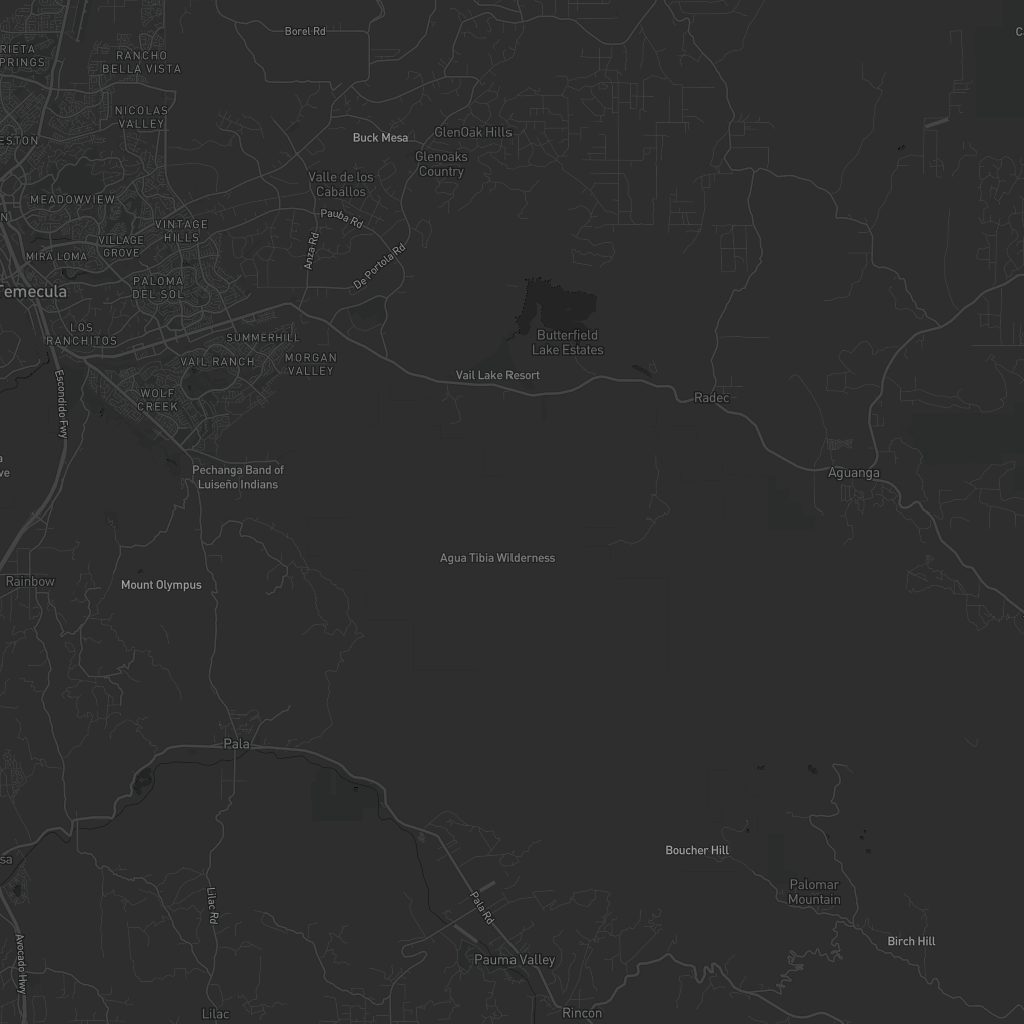 Borel Rd
RANCHO
BELLA VISTA
NICOLAS
VALLEY
Buck Mesa
GlenOak Hills
Glenoaks
Country
Valle de los
Caballos
MEADOWVIEW
Pauba Rd
VINTAGE
HILLS
VILLAGE
GROVE
MIRA LOMA
Anza Rd
De Portola Rd
PALOMA
DEL SOL
Temecula
LOS
RANCHITOS
SUMMERHILL
Butterfield
Lake Estates
VAIL RANCH
MORGAN
VALLEY
Vail Lake Resort
WOLF
CREEK
Radec
Escondido Fwy
Pechanga Band of
Luiseño Indians
Aguanga
Agua Tibia Wilderness
Rainbow
Mount Olympus
Pala
Boucher Hill
Palomar
Mountain
Lilac Rd
Pala Rd
Birch Hill
Avocado Hwy
Pauma Valley
Lilac
Rincon